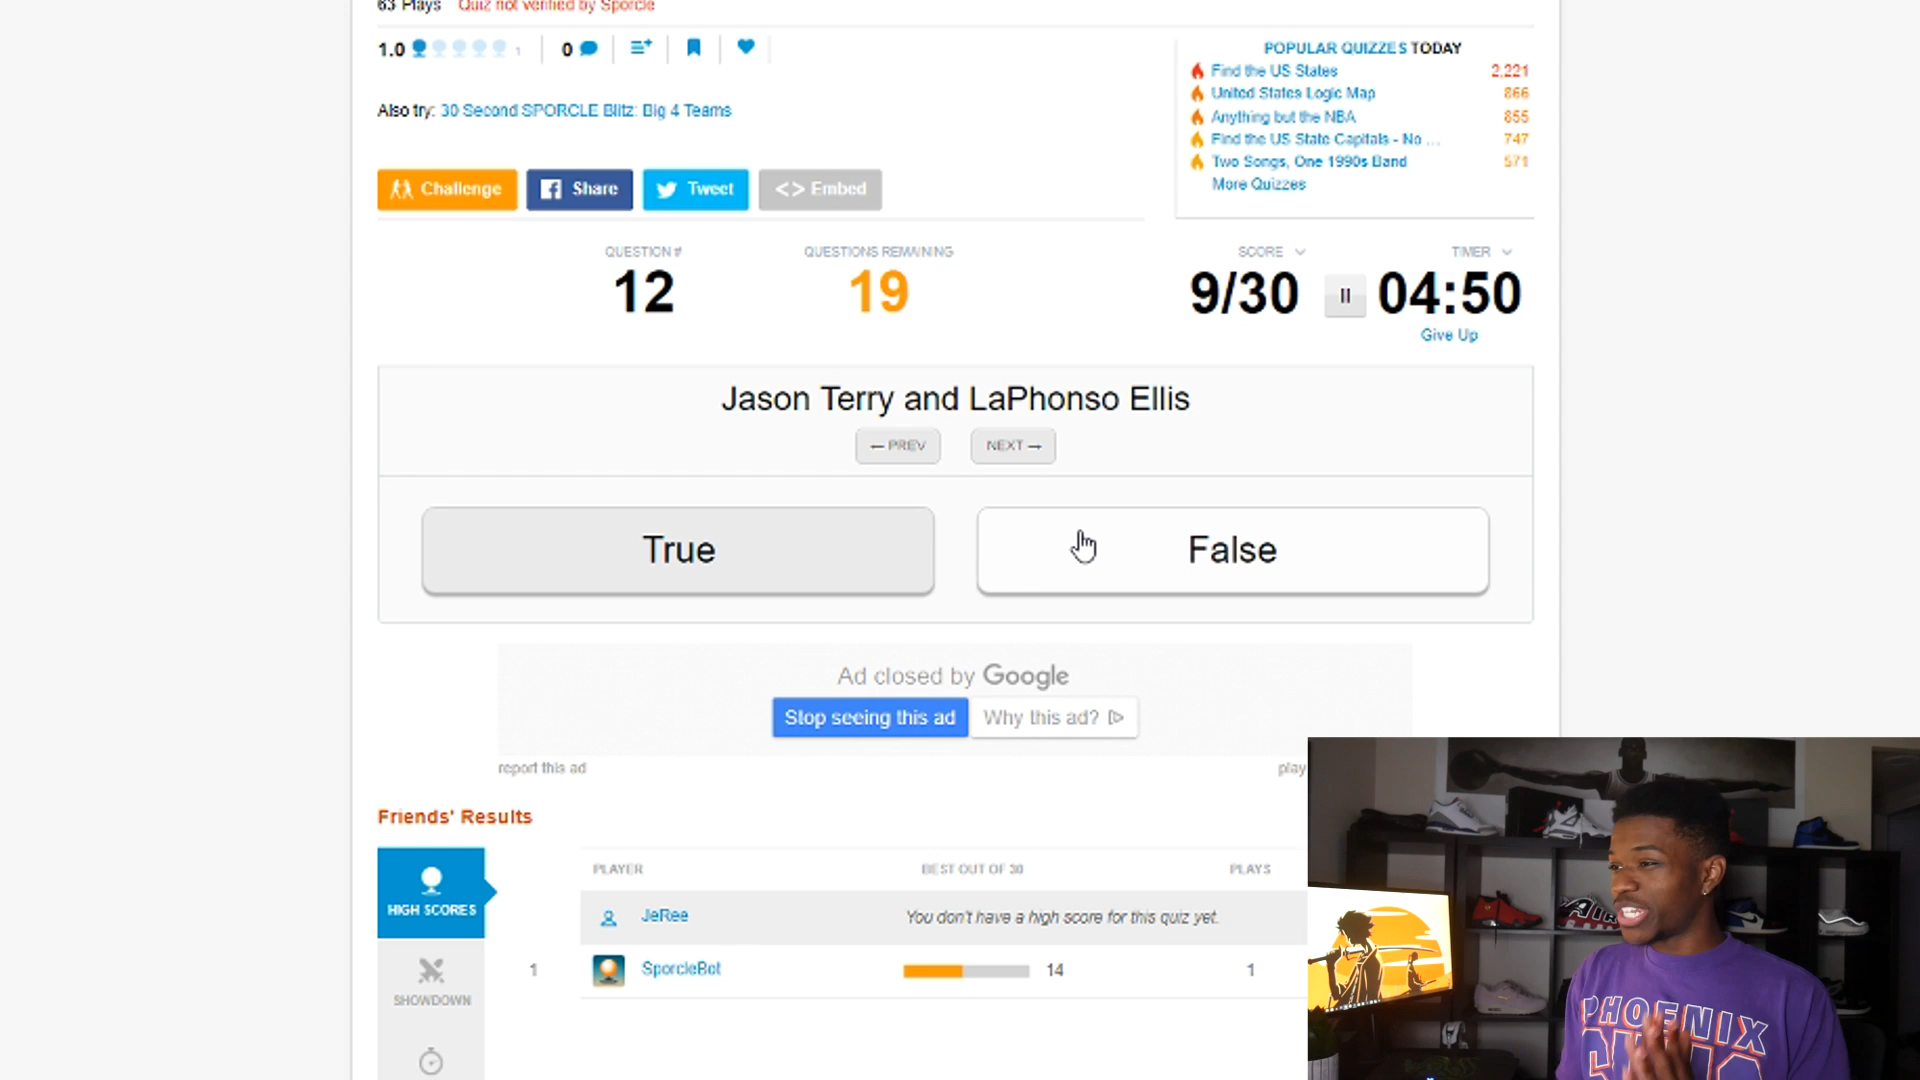 63 Plays Quiz not verified by Sporcle
1.0 1 0
POPULAR QUIZZES TODAY
Find the US States 2,221
United States Logic Map 866
Anything but the NBA 855
Find the US State Capitals - No ... 747
Two Songs, One 1990s Band 571
More Quizzes
Also try: 30 Second SPORCLE Blitz: Big 4 Teams
Challenge Share Tweet <> Embed
QUESTION # QUESTIONS REMAINING SCORE TIMER
12 19 9/30 04:50
Give Up
Jason Terry and LaPhonso Ellis
← PREV NEXT →
True False
Ad closed by Google
Stop seeing this ad Why this ad?
report this ad play
Friends' Results
HIGH SCORES
SHOWDOWN
PLAYER BEST OUT OF 30 PLAYS
JeRee You don't have a high score for this quiz yet.
1 SporcleBot 14 1
AIR
PHOENIX